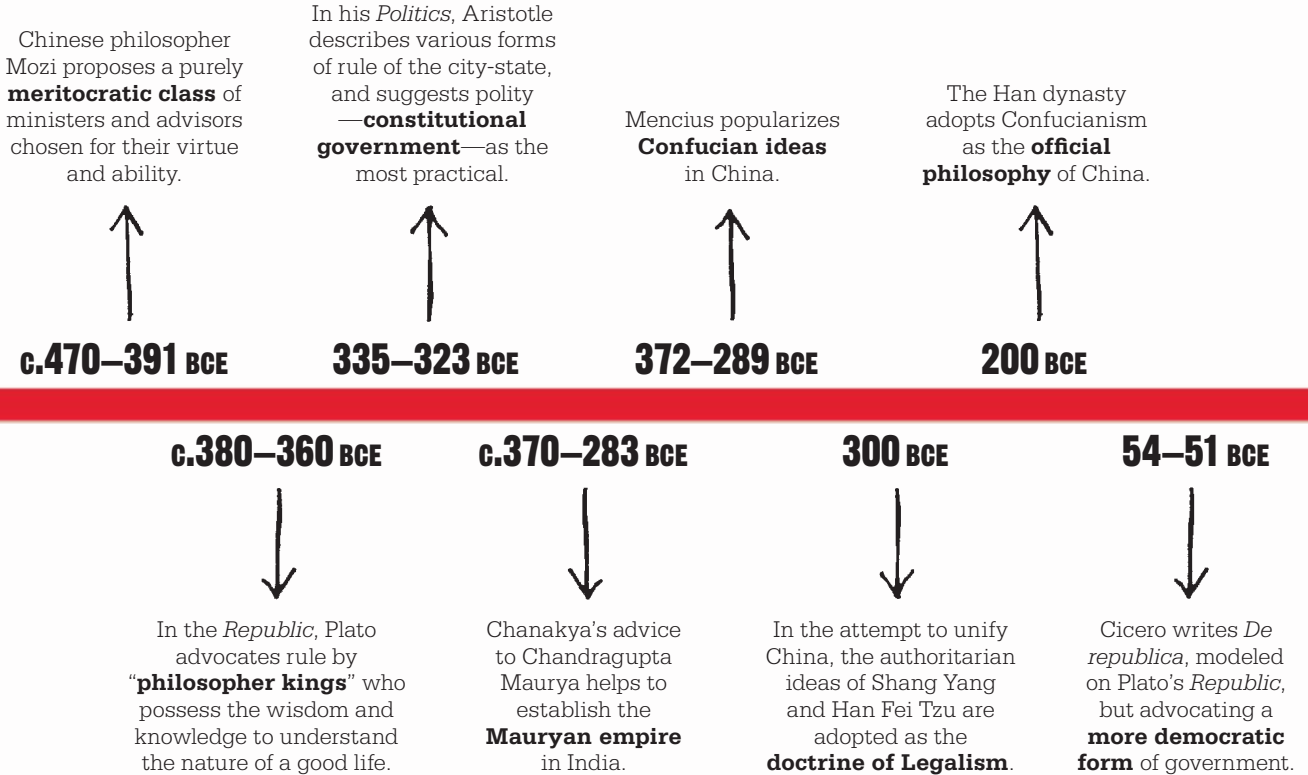 Chinese philosopher
Mozi proposes a purely
meritocratic class of
ministers and advisors
chosen for their virtue
and ability.
In his Politics, Aristotle
describes various forms
of rule of the city-state,
and suggests polity
—constitutional
government—as the
most practical.
Mencius popularizes
Confucian ideas
in China.
The Han dynasty
adopts Confucianism
as the official
philosophy of China.
c.470–391 BCE
335–323 BCE
372–289 BCE
200 BCE
c.380–360 BCE
c.370–283 BCE
300 BCE
54–51 BCE
In the Republic, Plato
advocates rule by
“philosopher kings” who
possess the wisdom and
knowledge to understand
the nature of a good life.
Chanakya’s advice
to Chandragupta
Maurya helps to
establish the
Mauryan empire
in India.
In the attempt to unify
China, the authoritarian
ideas of Shang Yang
and Han Fei Tzu are
adopted as the
doctrine of Legalism.
Cicero writes De
republica, modeled
on Plato’s Republic,
but advocating a
more democratic
form of government.